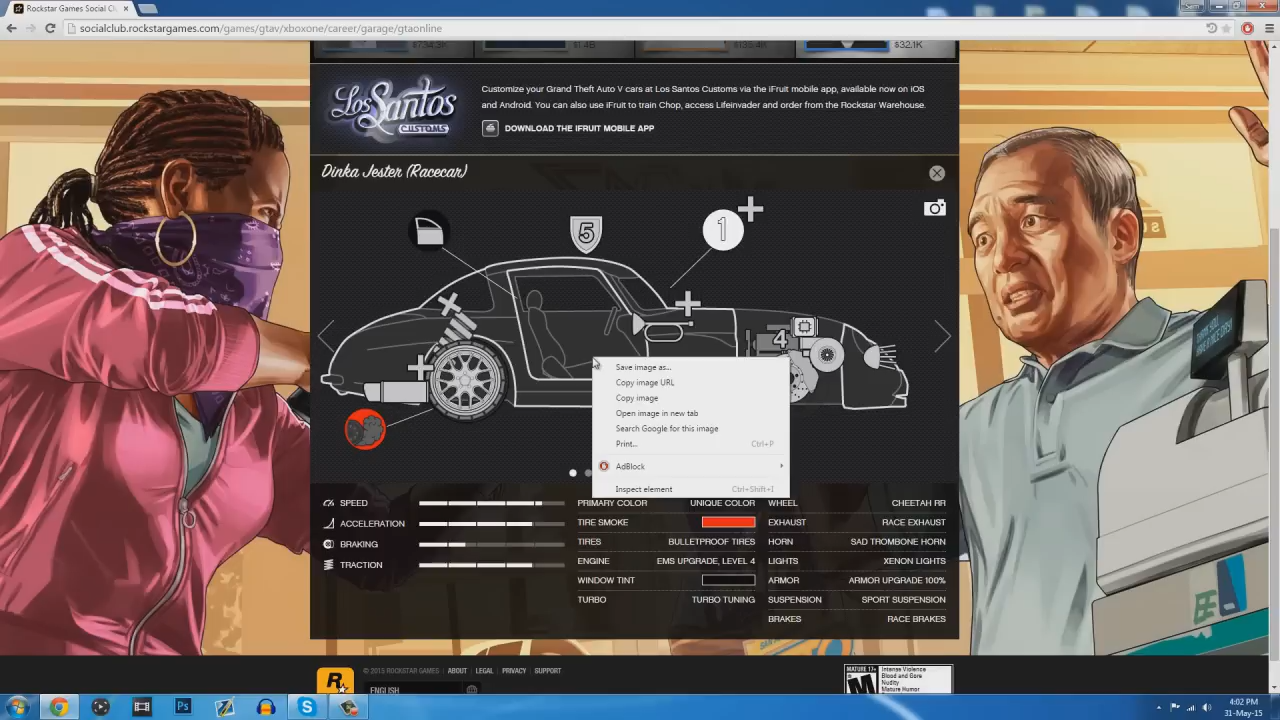 Rockstar Games Social Cl
Sem
socialclub.rockstargames.com/games/gtav/xboxone/career/garage/gtaonline
$734.3K
$1.4B
$32.1K
Los Santos
CUSTOMS
Customize your Grand Theft Auto V cars at Los Santos Customs via the iFruit mobile app, available now on iOS
and Android. You can also use iFruit to train Chop, access Lifeinvader and order from the Rockstar Warehouse.
DOWNLOAD THE IFRUIT MOBILE APP
Dinka Jester (Racecar)
5
1
4
Save image as...
Copy image URL
Copy image
Open image in new tab
Search Google for this image
Print... Ctrl+P
AdBlock
Inspect element Ctrl+Shift+I
SPEED
ACCELERATION
BRAKING
TRACTION
PRIMARY COLOR UNIQUE COLOR
TIRE SMOKE
TIRES BULLETPROOF TIRES
ENGINE EMS UPGRADE, LEVEL 4
WINDOW TINT
TURBO TURBO TUNING
WHEEL CHEETAH RR
EXHAUST RACE EXHAUST
HORN SAD TROMBONE HORN
LIGHTS XENON LIGHTS
ARMOR ARMOR UPGRADE 100%
SUSPENSION SPORT SUSPENSION
BRAKES RACE BRAKES
R
© 2015 ROCKSTAR GAMES | ABOUT | LEGAL | PRIVACY | SUPPORT
ENGLISH
MATURE 17+
M
Intense Violence
Blood and Gore
Nudity
Mature Humor
Ps
S
4:02 PM
31-May-15